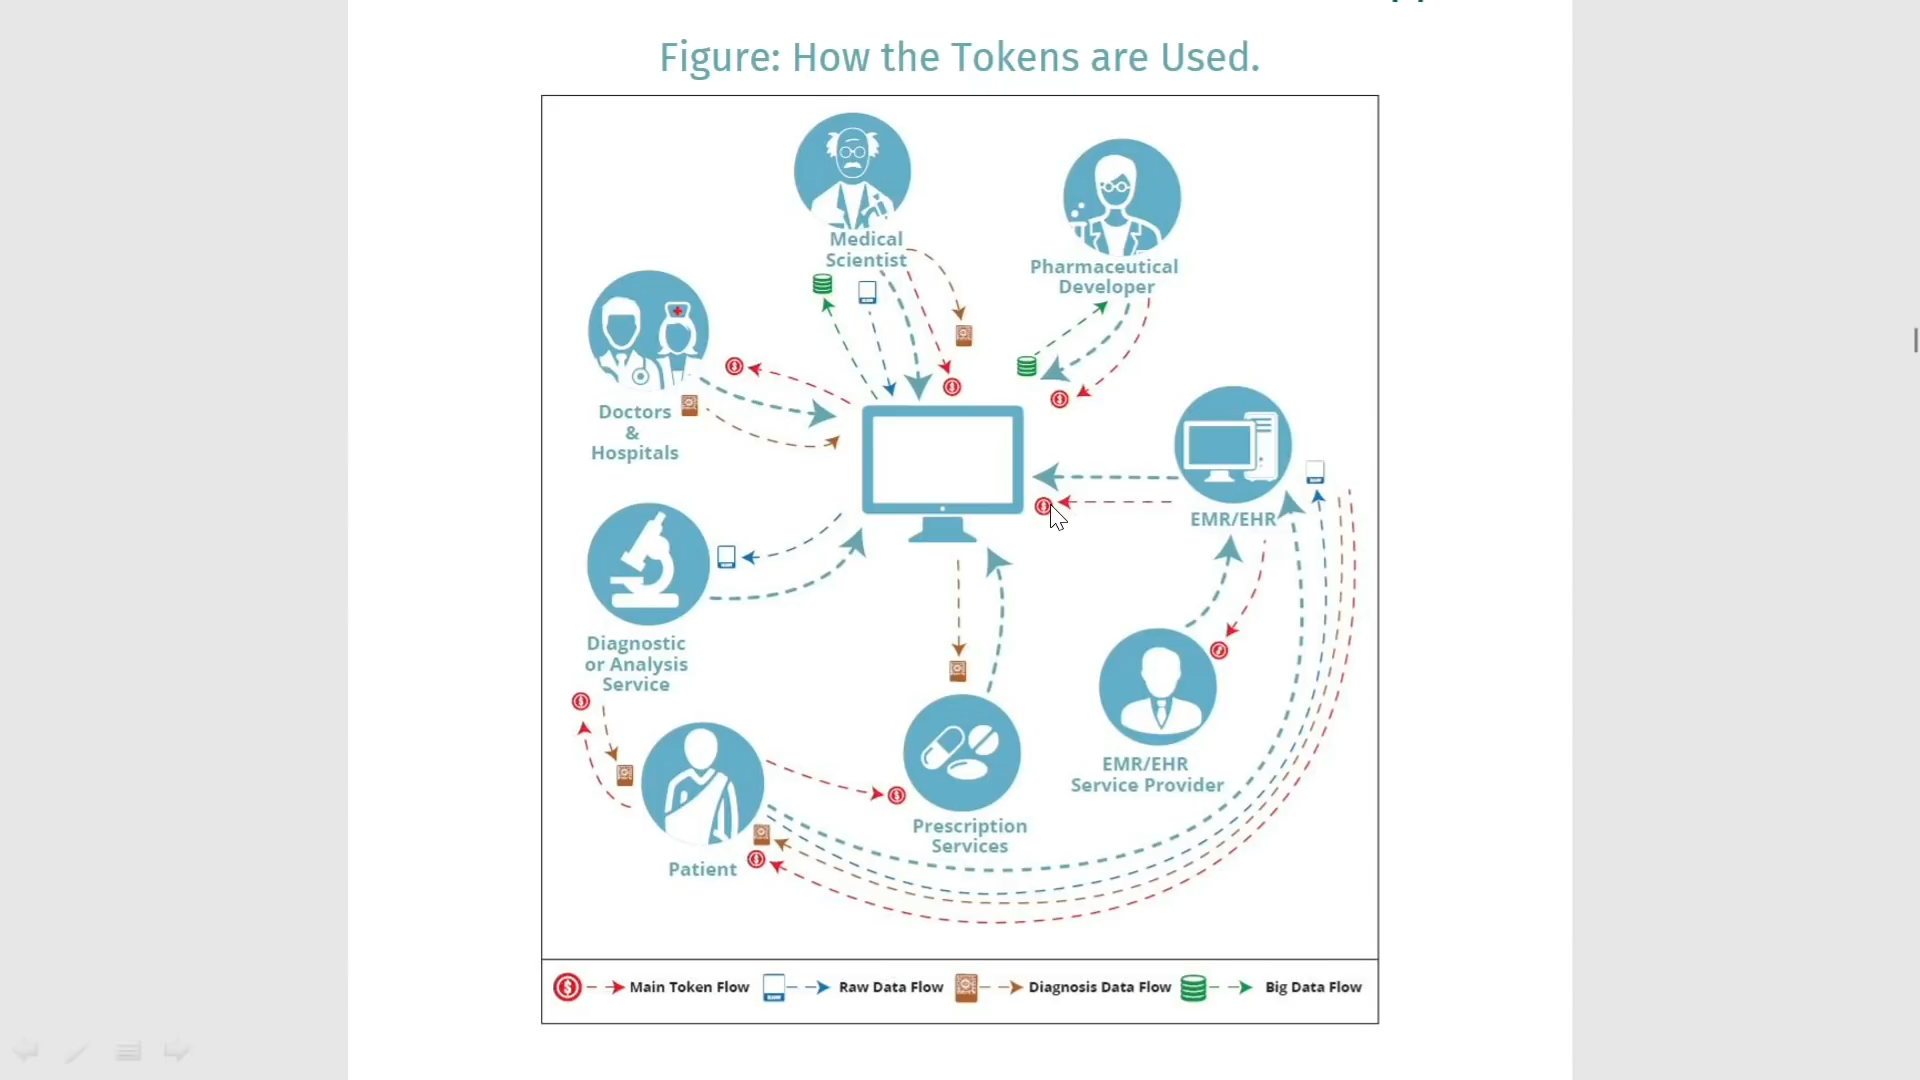 Figure: How the Tokens are Used.
Medical
Scientist
Pharmaceutical
Developer
Doctors
&
Hospitals
EMR/EHR
Diagnostic
or Analysis
Service
EMR/EHR
Service Provider
Prescription
Services
Patient
Main Token Flow
Raw Data Flow
Diagnosis Data Flow
Big Data Flow